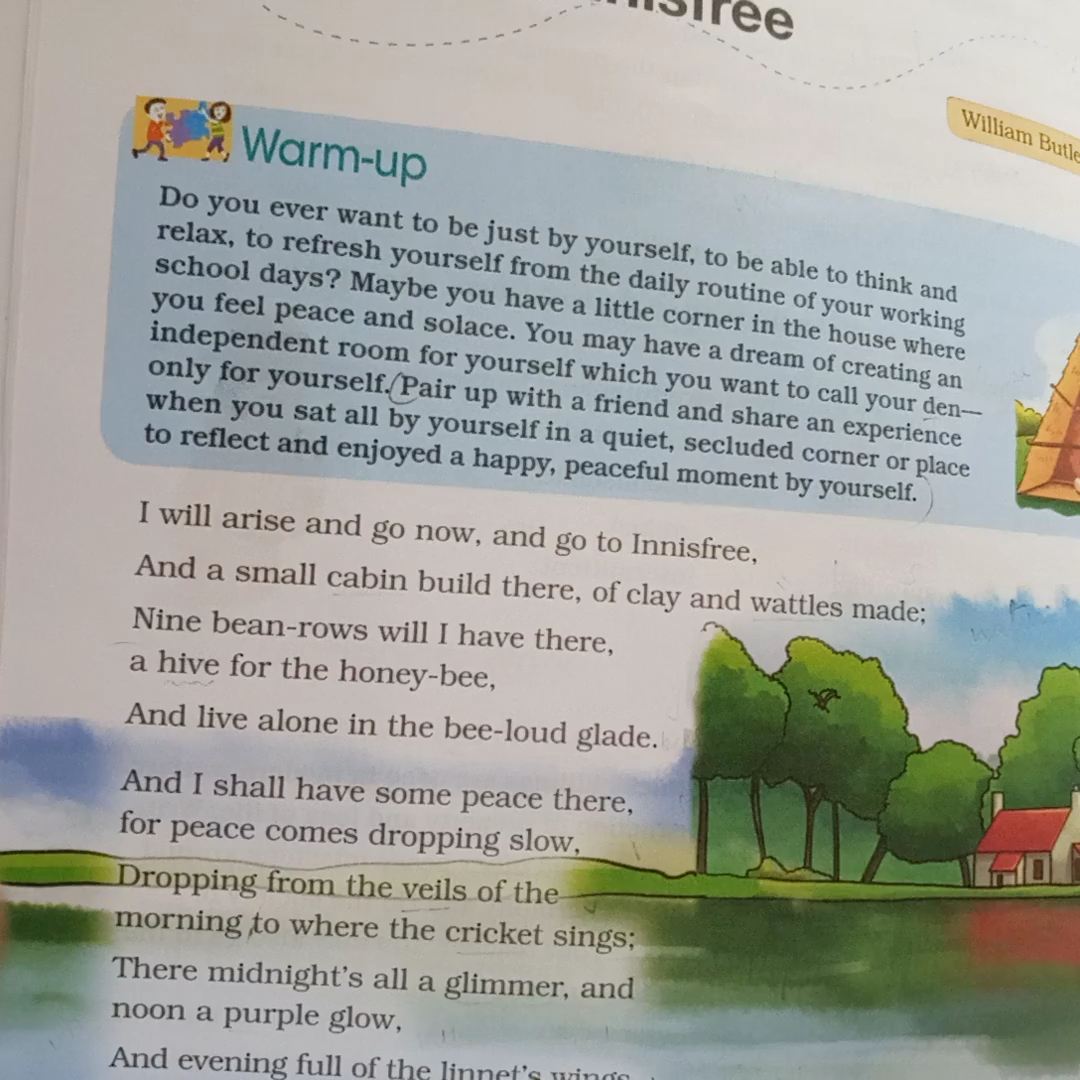 William
Warm-up
Do you ever want to be just by yourself, to be able to think and
relax, to refresh yourself from the daily routine of your working
school days? Maybe you have a little corner in the house where
you feel peace and solace. You may have a dream of creating an
independent room for yourself which you want to call your den—
only for yourself. Pair up with a friend and share an experience
when you sat all by yourself in a quiet, secluded corner or place
to reflect and enjoyed a happy, peaceful moment by yourself.
I will arise and go now, and go to Innisfree,
And a small cabin build there, of clay and wattles made;
Nine bean-rows will I have there,
a hive for the honey-bee,
And live alone in the bee-loud glade.
And I shall have some peace there,
for peace comes dropping slow,
Dropping from the veils of the
morning to where the cricket sings;
There midnight's all a glimmer, and
noon a purple glow,
And evening full of the linnet's wings